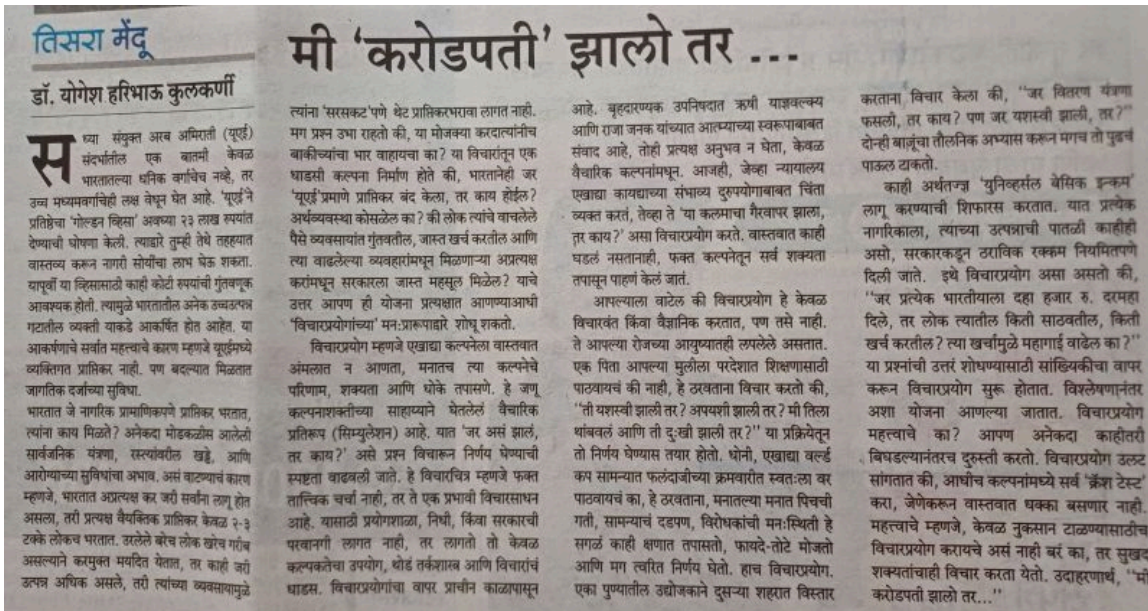 तिसरा मेंदू
मी ‘करोडपती’ झालो तर ...
डॉ. योगेश हरिभाऊ कुलकर्णी
सध्या संयुक्त अरब अमिराती (यूएई)
संदर्भातील एक बातमी केवळ
भारतातल्या धनिक वर्गाचेच नव्हे, तर
उच्च मध्यमवर्गाचेही लक्ष वेधून घेत आहे. ‘यूएई’ने
प्रतिष्ठेचा ‘गोल्डन व्हिसा’ अवघ्या २३ लाख रुपयांत
देण्याची घोषणा केली. त्याद्वारे तुम्ही तेथे तहहयात
वास्तव्य करून नागरी सोयींचा लाभ घेऊ शकता.
यापूर्वी या व्हिसासाठी काही कोटी रुपयांची गुंतवणूक
आवश्यक होती. त्यामुळे भारतातील अनेक उच्चउत्पन्न
गटातील व्यक्ती याकडे आकर्षित होत आहेत. या
आकर्षणाचे सर्वात महत्त्वाचे कारण म्हणजे यूएईमध्ये
व्यक्तिगत प्राप्तिकर नाही. पण बदल्यात मिळतात
जागतिक दर्जाच्या सुविधा.
भारतात जे नागरिक प्रामाणिकपणे प्राप्तिकर भरतात,
त्यांना काय मिळते? अनेकदा मोडकळीस आलेली
सार्वजनिक यंत्रणा, रस्त्यांवरील खड्डे, आणि
आरोग्याच्या सुविधांचा अभाव. असं वाटण्याचं कारण
म्हणजे, भारतात अप्रत्यक्ष कर जरी सर्वांना लागू होत
असला, तरी प्रत्यक्ष वैयक्तिक प्राप्तिकर केवळ २-३
टक्के लोकच भरतात. उरलेले बरेच लोक खरेच गरीब
असल्याने करमुक्त मर्यादेत येतात, तर काही जरी
उत्पन्न अधिक असले, तरी त्यांच्या व्यवसायामुळे
त्यांना ‘सरसकट’पणे थेट प्राप्तिकरभरावा लागत नाही.
मग प्रश्न उभा राहतो की, या मोजक्या करदात्यांनीच
बाकीच्यांचा भार वाहायचा का? या विचारांतून एक
धाडसी कल्पना निर्माण होते की, भारतानेही जर
‘यूएई’प्रमाणे प्राप्तिकर बंद केला, तर काय होईल?
अर्थव्यवस्था कोसळेल का? की लोक त्यांचे वाचलेले
पैसे व्यवसायांत गुंतवतील, जास्त खर्च करतील आणि
त्या वाढलेल्या व्यवहारांमधून मिळणाऱ्या अप्रत्यक्ष
करांमधून सरकारला जास्त महसूल मिळेल? याचे
उत्तर आपण ही योजना प्रत्यक्षात आणण्याआधी
‘विचारप्रयोगांच्या’ मन:प्रारूपाद्वारे शोधू शकतो.
विचारप्रयोग म्हणजे एखाद्या कल्पनेला वास्तवात
अंमलात न आणता, मनातच त्या कल्पनेचे
परिणाम, शक्यता आणि धोके तपासणे. हे जणू
कल्पनाशक्तीच्या साहाय्याने घेतलेलं वैचारिक
प्रतिरूप (सिम्युलेशन) आहे. यात ‘जर असं झालं,
तर काय?’ असे प्रश्न विचारून निर्णय घेण्याची
स्पष्टता वाढवली जाते. हे विचारचित्र म्हणजे फक्त
तात्त्विक चर्चा नाही, तर ते एक प्रभावी विचारसाधन
आहे. यासाठी प्रयोगशाळा, निधी, किंवा सरकारची
परवानगी लागत नाही, तर लागतो तो केवळ
कल्पकतेचा उपयोग, थोडं तर्कशास्त्र आणि विचारांचं
धाडस. विचारप्रयोगांचा वापर प्राचीन काळापासून
आहे. बृहदारण्यक उपनिषदात ऋषी याज्ञवल्क्य
आणि राजा जनक यांच्यात आत्म्याच्या स्वरूपाबाबत
संवाद आहे, तोही प्रत्यक्ष अनुभव न घेता, केवळ
वैचारिक कल्पनांमधून. आजही, जेव्हा न्यायालय
एखाद्या कायद्याच्या संभाव्य दुरुपयोगाबाबत चिंता
व्यक्त करतं, तेव्हा ते ‘या कलमाचा गैरवापर झाला,
तर काय?’ असा विचारप्रयोग करते. वास्तवात काही
घडलं नसतानाही, फक्त कल्पनेतून सर्व शक्यता
तपासून पाहणं केलं जातं.
आपल्याला वाटेल की विचारप्रयोग हे केवळ
विचारवंत किंवा वैज्ञानिक करतात, पण तसे नाही.
ते आपल्या रोजच्या आयुष्यातही लपलेले असतात.
एक पिता आपल्या मुलीला परदेशात शिक्षणासाठी
पाठवायचं की नाही, हे ठरवताना विचार करतो की,
“ती यशस्वी झाली तर? अपयशी झाली तर? मी तिला
थांबवलं आणि ती दु:खी झाली तर?” या प्रक्रियेतून
तो निर्णय घेण्यास तयार होतो. धोनी, एखाद्या वर्ल्ड
कप सामन्यात फलंदाजीच्या क्रमवारीत स्वत:ला वर
पाठवायचं का, हे ठरवताना, मनातल्या मनात पिचची
गती, सामन्याचं दडपण, विरोधकांची मन:स्थिती हे
सगळं काही क्षणात तपासतो, फायदे-तोटे मोजतो
आणि मग त्वरित निर्णय घेतो. हाच विचारप्रयोग.
एका पुण्यातील उद्योजकाने दुसऱ्या शहरात विस्तार
करताना विचार केला की, “जर वितरण यंत्रणा
फसली, तर काय? पण जर यशस्वी झाली, तर?”
दोन्ही बाजूंचा तौलनिक अभ्यास करून मगच तो पुढचं
पाऊल टाकतो.
काही अर्थतज्ज्ञ ‘युनिव्हर्सल बेसिक इन्कम’
लागू करण्याची शिफारस करतात. यात प्रत्येक
नागरिकाला, त्याच्या उत्पन्नाची पातळी काहीही
असो, सरकारकडून ठराविक रक्कम नियमितपणे
दिली जाते. इथे विचारप्रयोग असा असतो की
“जर प्रत्येक भारतीयाला दहा हजार रु. दरमहा
दिले, तर लोक त्यातील किती साठवतील, किती
खर्च करतील? त्या खर्चामुळे महागाई वाढेल का?”
या प्रश्नांची उत्तरं शोधण्यासाठी सांख्यिकीचा वापर
करून विचारप्रयोग सुरू होतात. विश्लेषणानंतर
अशा योजना आणल्या जातात. विचारप्रयोग
महत्त्वाचे का? आपण अनेकदा काहीतरी
बिघडल्यानंतरच दुरुस्ती करतो. विचारप्रयोग उलट
सांगतात की, आधीच कल्पनांमध्ये सर्व ‘क्रॅश टेस्ट’
करा, जेणेकरून वास्तवात धक्का बसणार नाही
महत्त्वाचे म्हणजे, केवळ नुकसान टाळण्यासाठी
विचारप्रयोग करायचे असं नाही बरं का, तर सुखद
शक्यतांचाही विचार करता येतो. उदाहरणार्थ, “मी
करोडपती झालो तर...”